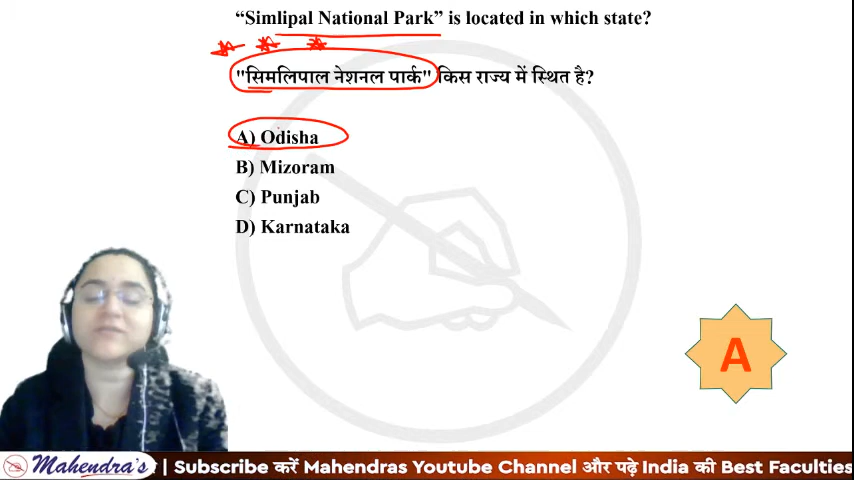 “Simlipal National Park” is located in which state?
"सिमलिपाल नेशनल पार्क" किस राज्य में स्थित है?
A) Odisha
B) Mizoram
C) Punjab
D) Karnataka
A
Mahendra's | Subscribe करें Mahendras Youtube Channel और पढ़े India की Best Faculties